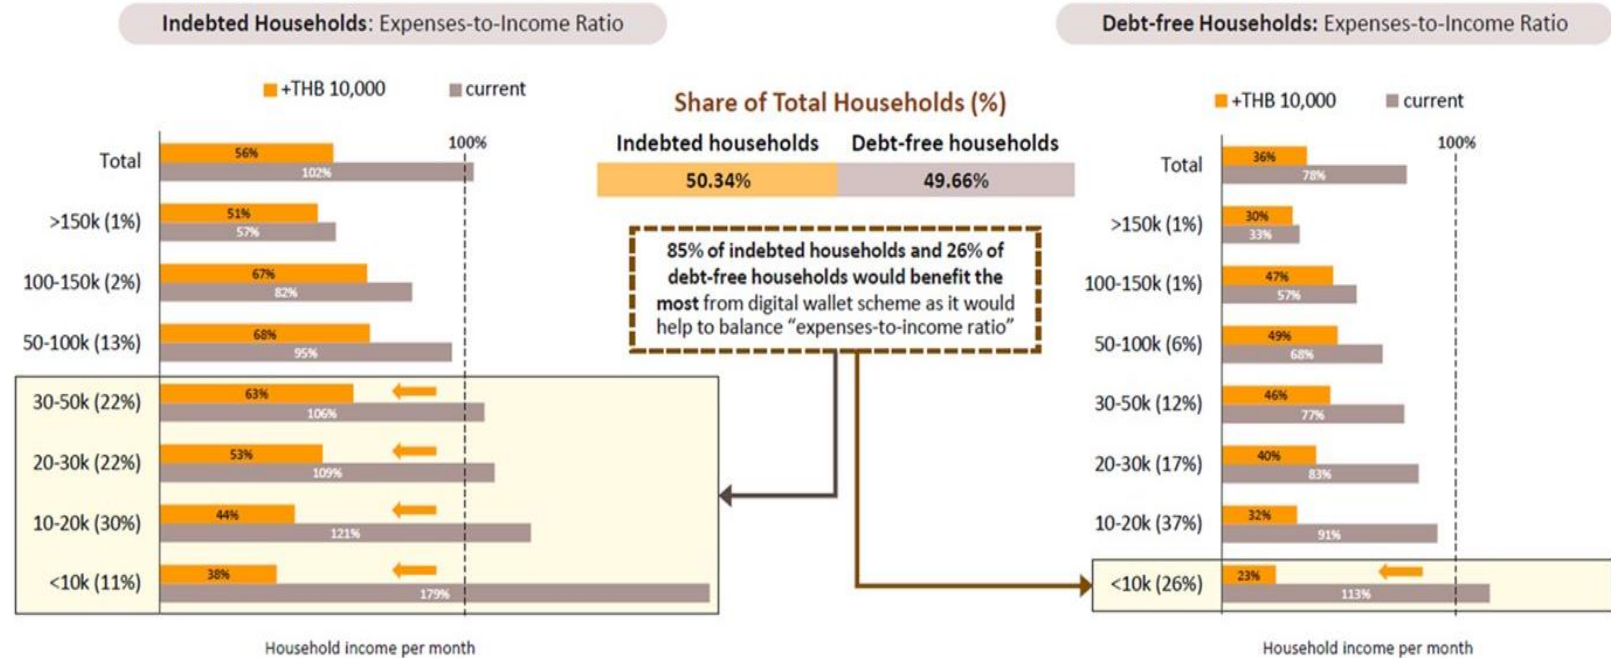 Indebted Households: Expenses-to-Income Ratio
+THB 10,000
current
100%
Total
56%
102%
>150k (1%)
51%
57%
100-150k (2%)
67%
82%
50-100k (13%)
68%
95%
30-50k (22%)
63%
106%
20-30k (22%)
53%
109%
10-20k (30%)
44%
121%
<10k (11%)
38%
179%
Household income per month
Share of Total Households (%)
Indebted households
Debt-free households
50.34%
49.66%
85% of indebted households and 26% of
debt-free households would benefit the
most from digital wallet scheme as it would
help to balance “expenses-to-income ratio”
Debt-free Households: Expenses-to-Income Ratio
+THB 10,000
current
100%
Total
36%
78%
>150k (1%)
30%
33%
100-150k (1%)
47%
57%
50-100k (6%)
49%
68%
30-50k (12%)
46%
77%
20-30k (17%)
40%
83%
10-20k (37%)
32%
91%
<10k (26%)
23%
113%
Household income per month